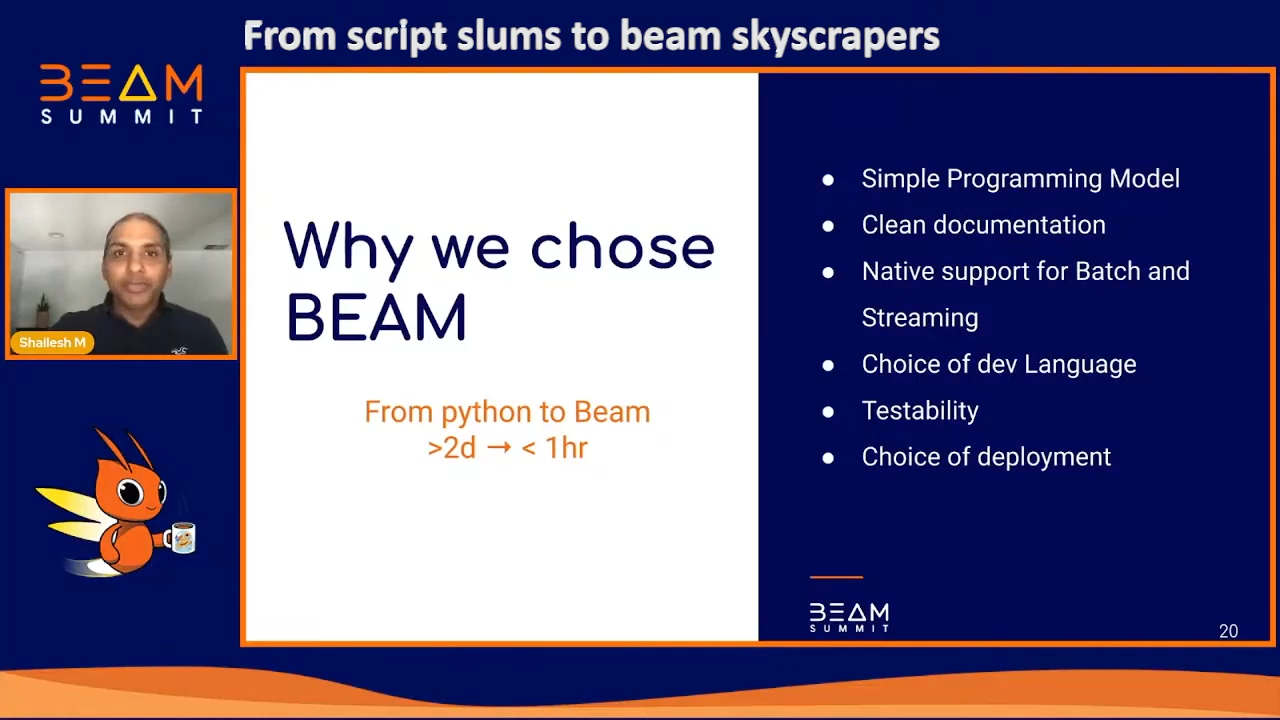 From script slums to beam skyscrapers
BEAM
SUMMIT
Shailesh M
Why we chose
BEAM
From python to Beam
>2d → < 1hr
● Simple Programming Model
● Clean documentation
● Native support for Batch and
Streaming
● Choice of dev Language
● Testability
● Choice of deployment
BEAM
SUMMIT
20